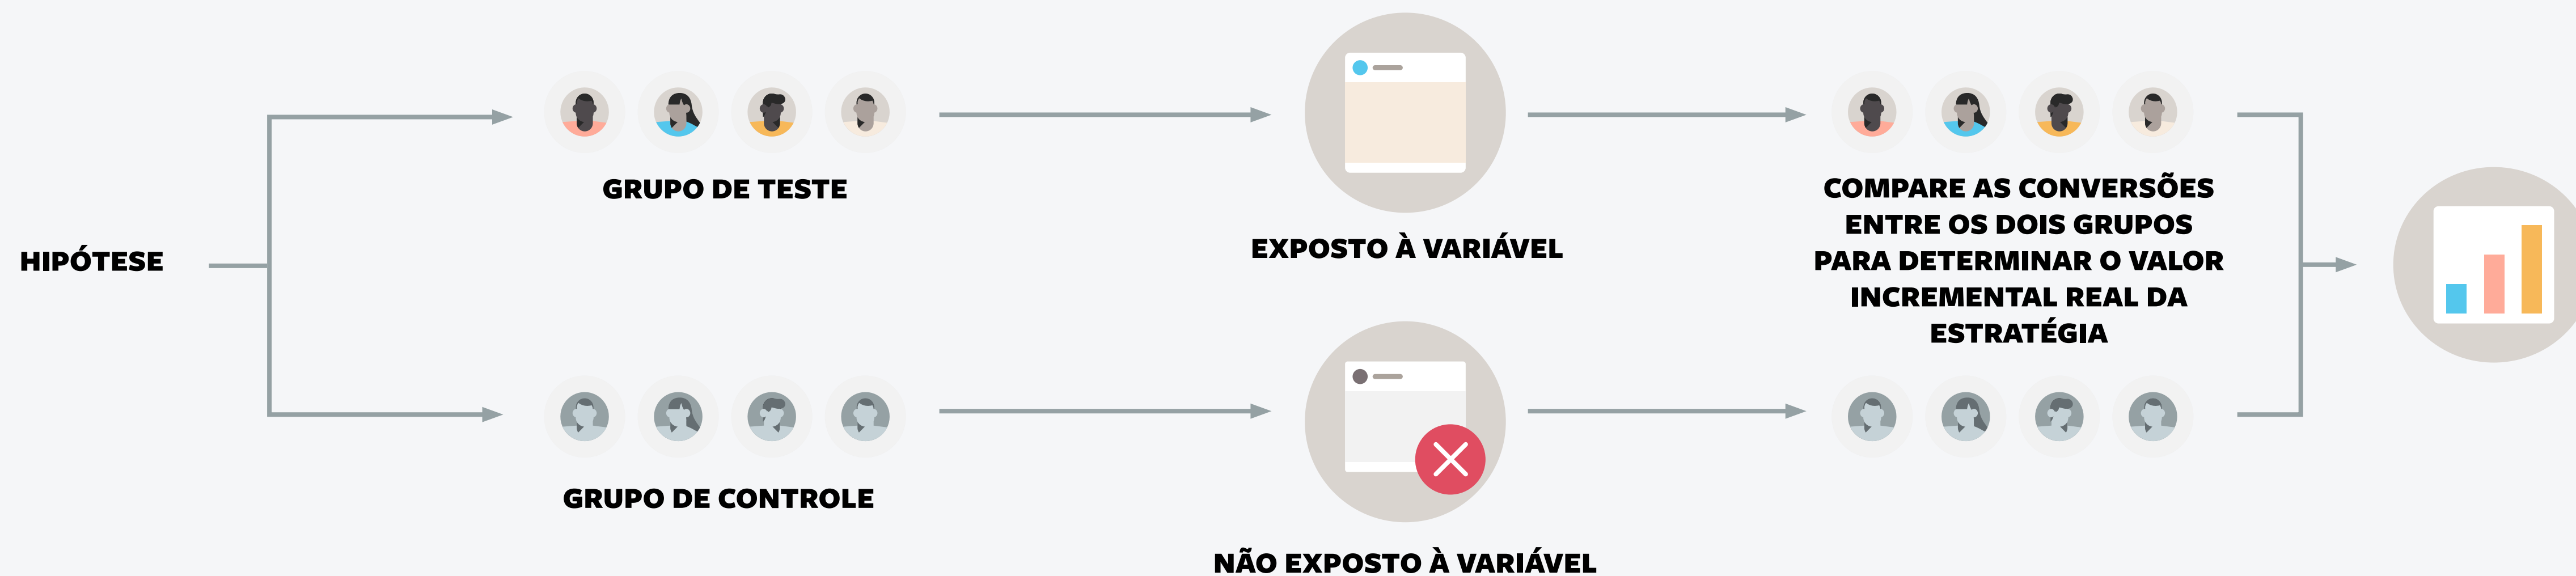 HIPÓTESE
GRUPO DE TESTE
GRUPO DE CONTROLE
EXPOSTO À VARIÁVEL
NÃO EXPOSTO À VARIÁVEL
COMPARE AS CONVERSÕES
ENTRE OS DOIS GRUPOS
PARA DETERMINAR O VALOR
INCREMENTAL REAL DA
ESTRATÉGIA